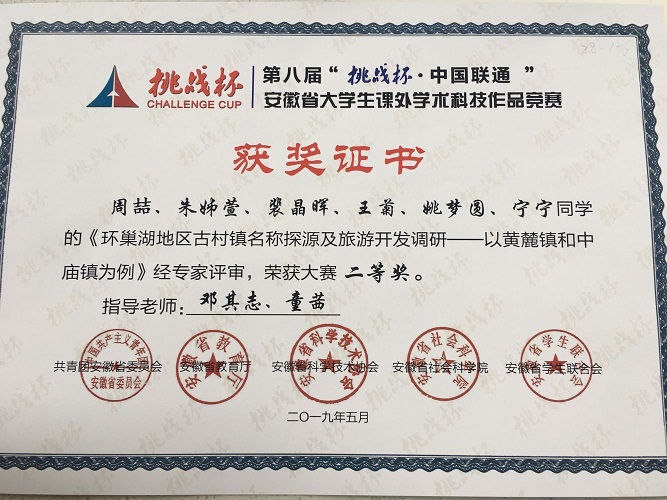 挑战杯
CHALLENGE CUP
第八届“挑战杯·中国联通”
安徽省大学生课外学术科技作品竞赛
获奖证书
周喆、朱姊萱、裴晶晖、王菊、姚梦圆、宁宁同学
的《环巢湖地区古村镇名称探源及旅游开发调研——以黄麓镇和中
庙镇为例》经专家评审，荣获大赛 二等奖。
指导老师：邓其志、童茜
共青团安徽省委员会 安徽省教育厅 安徽省科学技术协会 安徽省社会科学院 安徽省学生联合会
二〇一九年五月